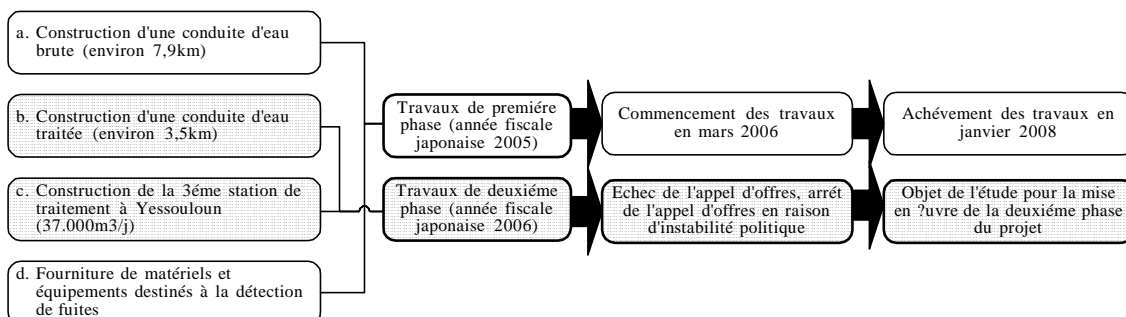 a. Construction d'une conduite d'eau
brute (environ 7,9km)
b. Construction d'une conduite d'eau
traitée (environ 3,5km)
c. Construction de la 3éme station de
traitement à Yessouloun
(37.000m3/j)
d. Fourniture de matériels et
équipements destinés à la détection
de fuites
Travaux de premiére
phase (année fiscale
japonaise 2005)
Commencement des travaux
en mars 2006
Achévement des travaux en
janvier 2008
Travaux de deuxiéme
phase (année fiscale
japonaise 2006)
Echec de l'appel d'offres, arrét
de l'appel d'offres en raison
d'instabilité politique
Objet de l'étude pour la mise
en ?uvre de la deuxiéme phase
du projet